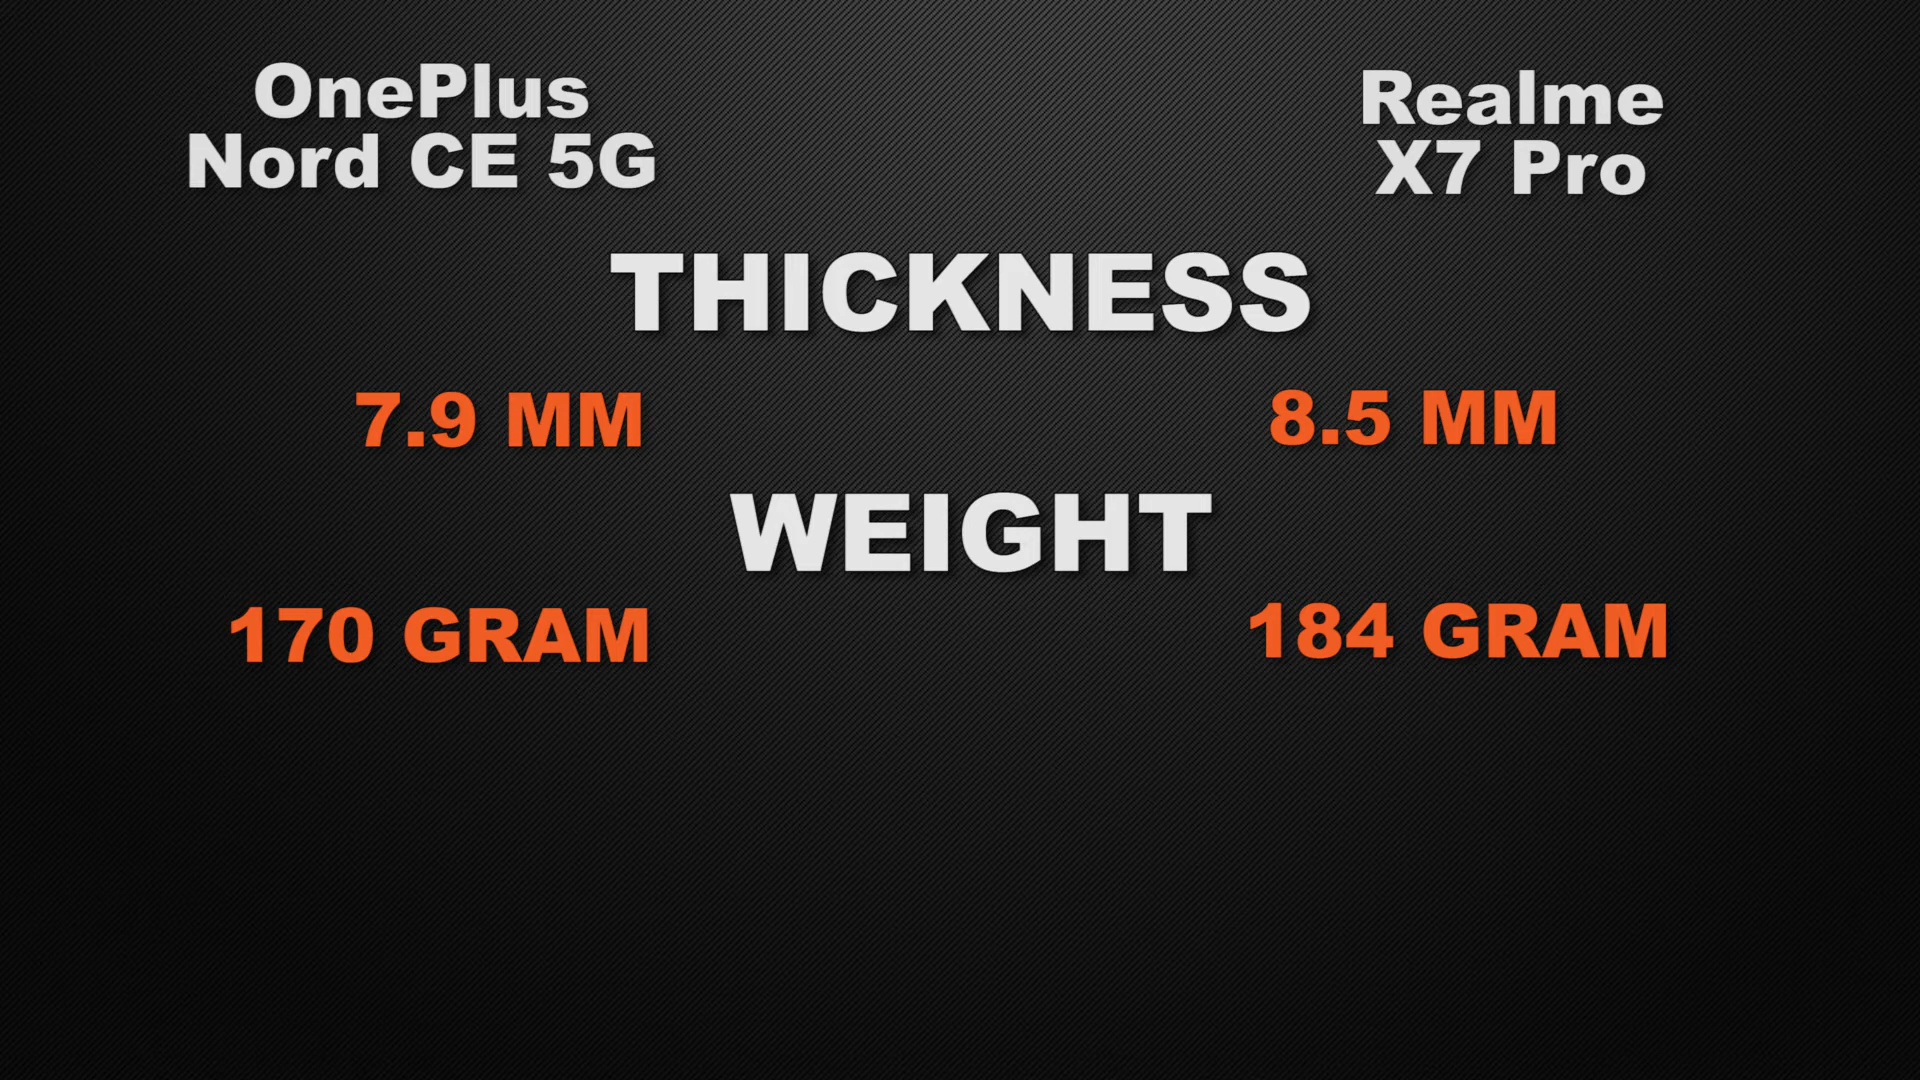 OnePlus
Nord CE 5G
Realme
X7 Pro
THICKNESS
7.9 MM
8.5 MM
WEIGHT
170 GRAM
184 GRAM